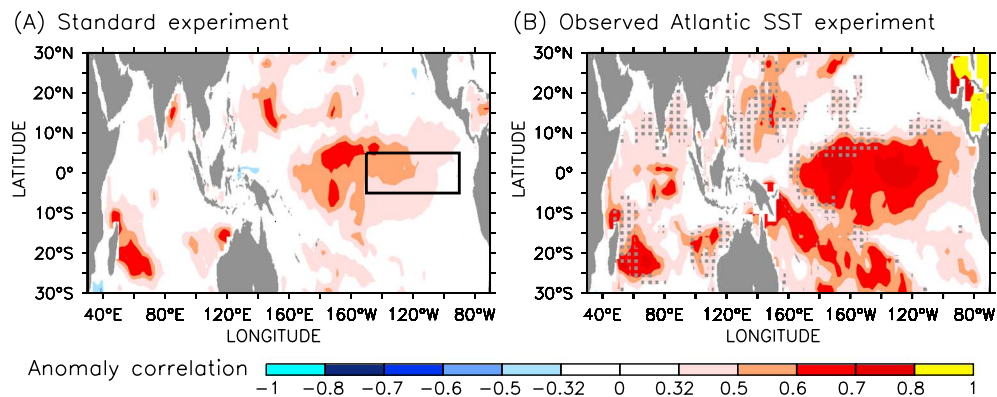 (A) Standard experiment
(B) Observed Atlantic SST experiment
30°N
20°N
10°N
0°
10°S
20°S
30°S
LATITUDE
40°E 80°E 120°E 160°E 160°W 120°W 80°W
LONGITUDE
30°N
20°N
10°N
0°
10°S
20°S
30°S
LATITUDE
40°E 80°E 120°E 160°E 160°W 120°W 80°W
LONGITUDE
Anomaly correlation
-1 -0.8 -0.7 -0.6 -0.5 -0.32 0 0.32 0.5 0.6 0.7 0.8 1